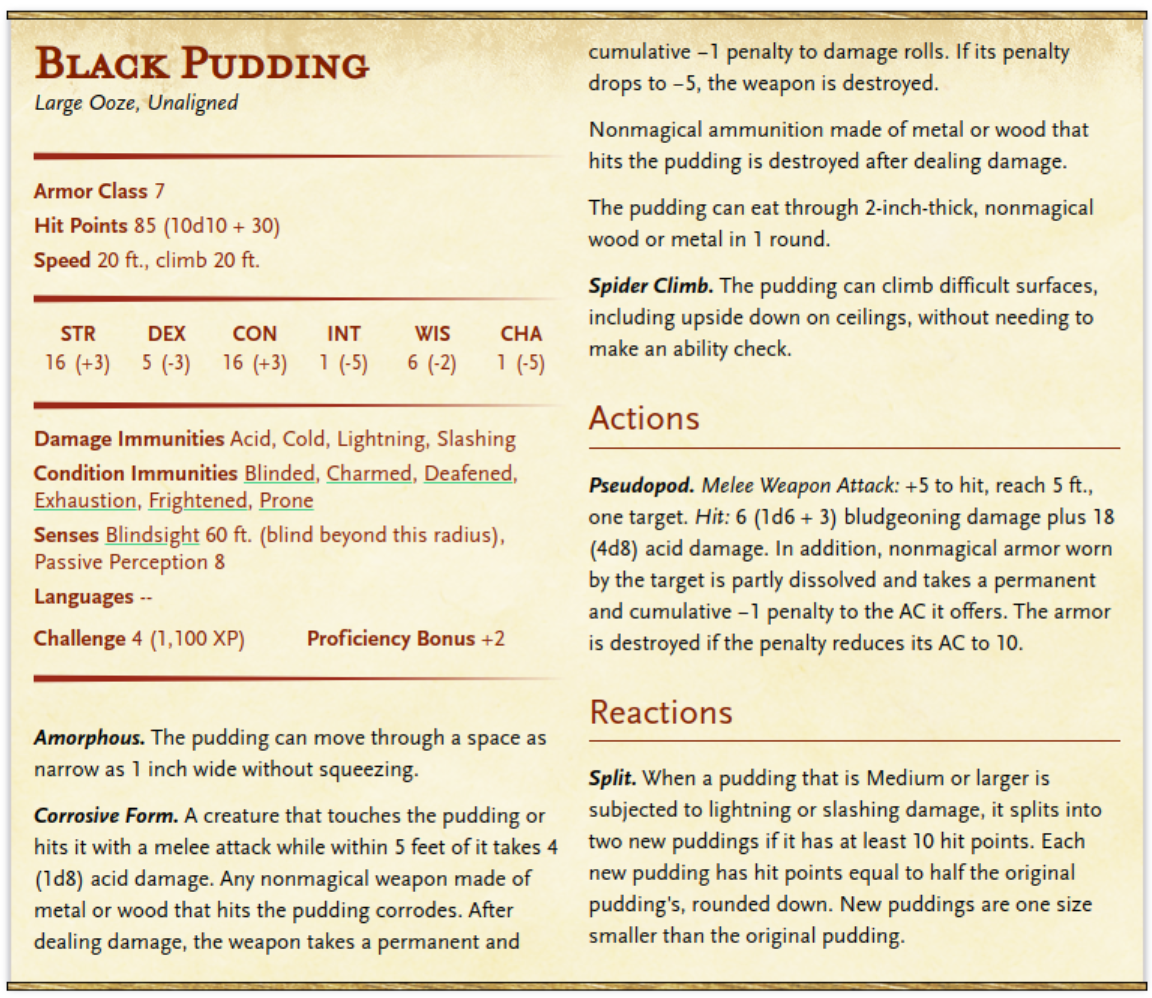 Black Pudding
Large Ooze, Unaligned
Armor Class 7
Hit Points 85 (10d10 + 30)
Speed 20 ft., climb 20 ft.
STR DEX CON INT WIS CHA
16 (+3) 5 (-3) 16 (+3) 1 (-5) 6 (-2) 1 (-5)
Damage Immunities Acid, Cold, Lightning, Slashing
Condition Immunities Blinded, Charmed, Deafened,
Exhaustion, Frightened, Prone
Senses Blindsight 60 ft. (blind beyond this radius),
Passive Perception 8
Languages --
Challenge 4 (1,100 XP) Proficiency Bonus +2
Amorphous. The pudding can move through a space as
narrow as 1 inch wide without squeezing.
Corrosive Form. A creature that touches the pudding or
hits it with a melee attack while within 5 feet of it takes 4
(1d8) acid damage. Any nonmagical weapon made of
metal or wood that hits the pudding corrodes. After
dealing damage, the weapon takes a permanent and
cumulative −1 penalty to damage rolls. If its penalty
drops to −5, the weapon is destroyed.
Nonmagical ammunition made of metal or wood that
hits the pudding is destroyed after dealing damage.
The pudding can eat through 2-inch-thick, nonmagical
wood or metal in 1 round.
Spider Climb. The pudding can climb difficult surfaces,
including upside down on ceilings, without needing to
make an ability check.
Actions
Pseudopod. Melee Weapon Attack: +5 to hit, reach 5 ft.,
one target. Hit: 6 (1d6 + 3) bludgeoning damage plus 18
(4d8) acid damage. In addition, nonmagical armor worn
by the target is partly dissolved and takes a permanent
and cumulative −1 penalty to the AC it offers. The armor
is destroyed if the penalty reduces its AC to 10.
Reactions
Split. When a pudding that is Medium or larger is
subjected to lightning or slashing damage, it splits into
two new puddings if it has at least 10 hit points. Each
new pudding has hit points equal to half the original
pudding's, rounded down. New puddings are one size
smaller than the original pudding.